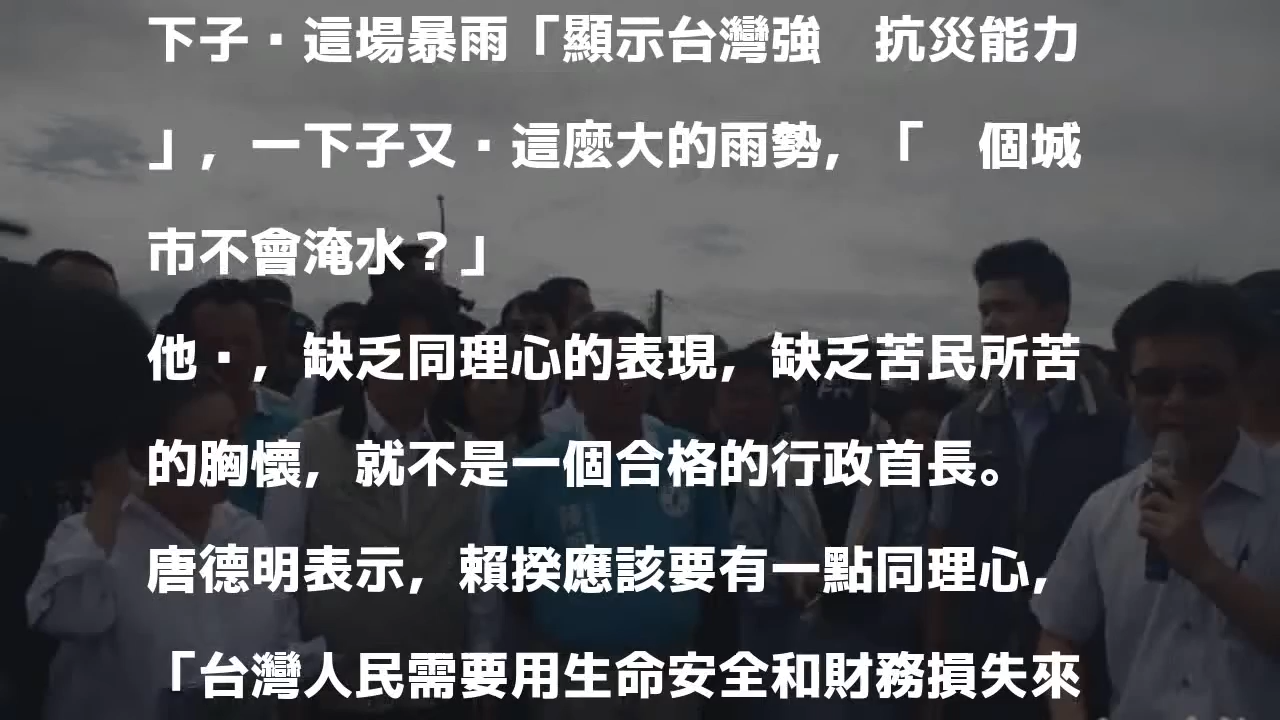 下子·這場暴雨「顯示台灣強　抗災能力
」，一下子又·這麼大的雨勢，「　個城
市不會淹水？」
他·，缺乏同理心的表現，缺乏苦民所苦
的胸懷，就不是一個合格的行政首長。
唐德明表示，賴揆應該要有一點同理心，
「台灣人民需要用生命安全和財務損失來